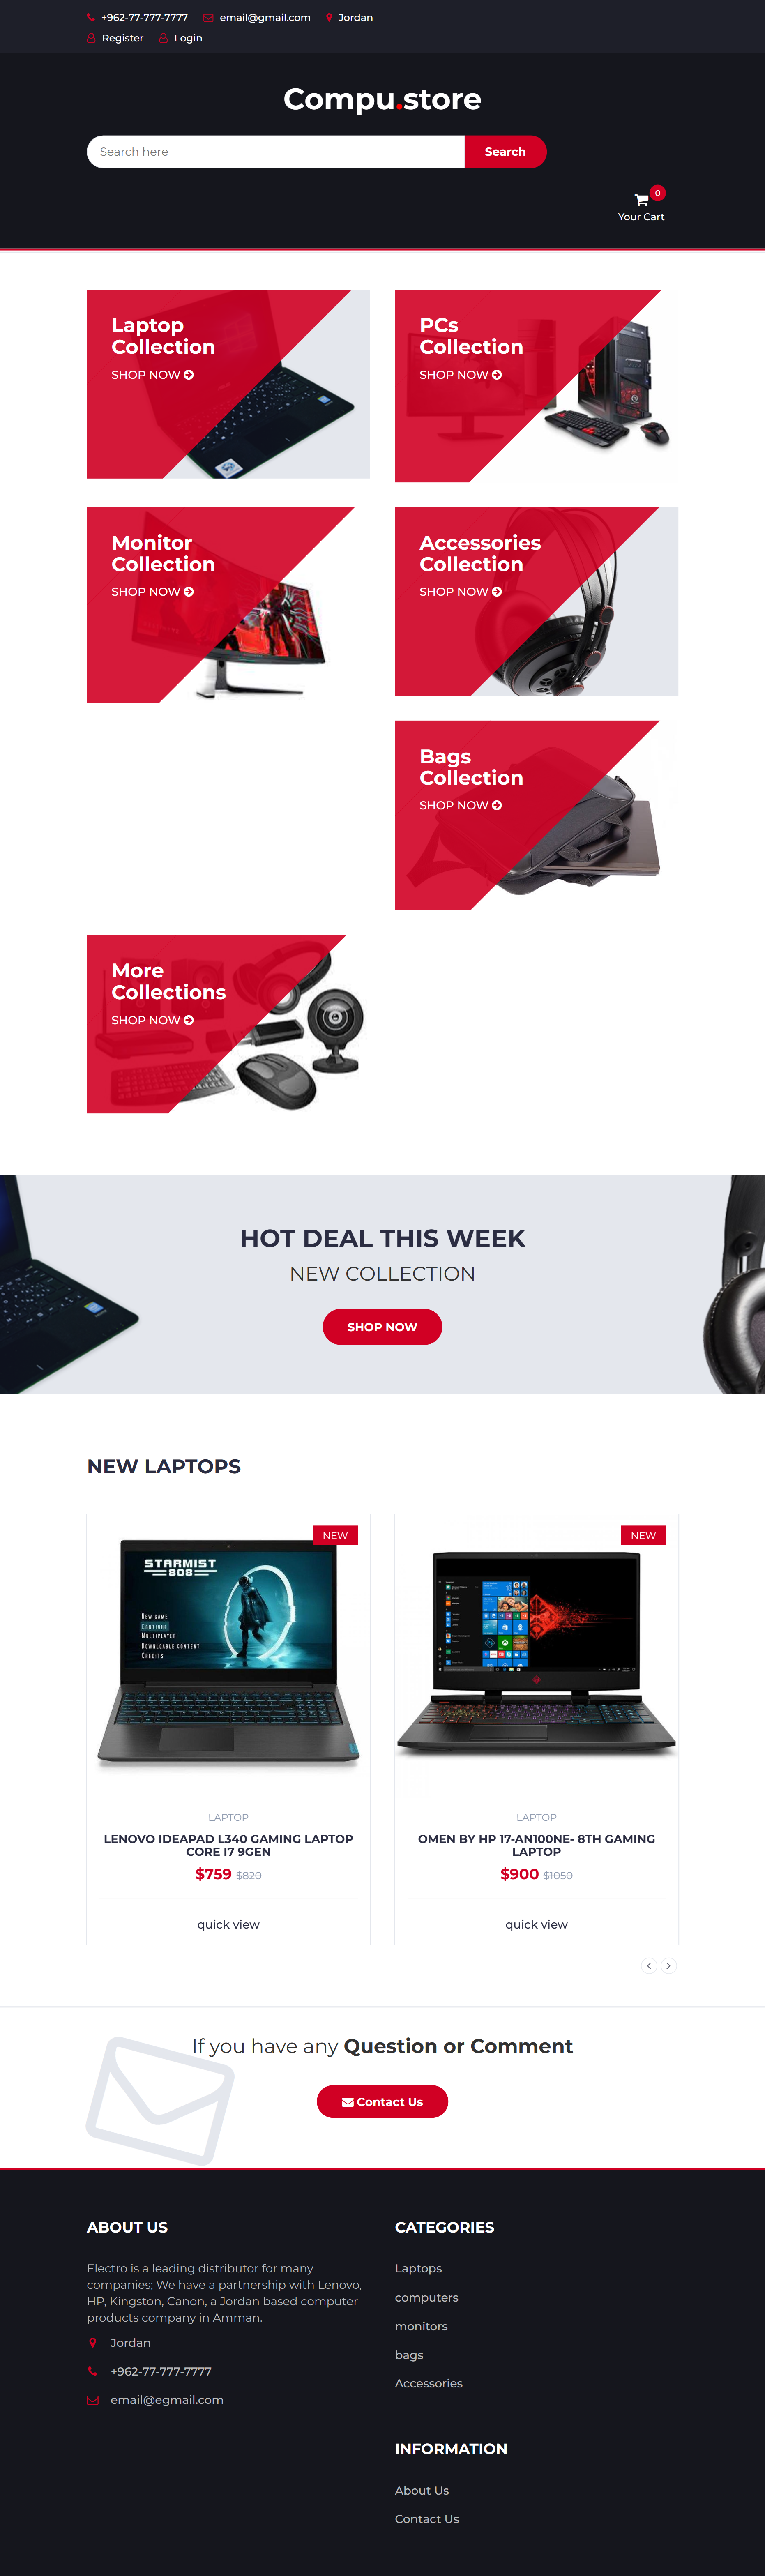 +962-77-777-7777 email@gmail.com Jordan
Register Login
Compu.store
Search here Search
0
Your Cart
Laptop
Collection
SHOP NOW
PCs
Collection
SHOP NOW
Monitor
Collection
SHOP NOW
Accessories
Collection
SHOP NOW
Bags
Collection
SHOP NOW
More
Collections
SHOP NOW
HOT DEAL THIS WEEK
NEW COLLECTION
SHOP NOW
NEW LAPTOPS
NEW
STARMIST
808
NEW GAME
CONTINUE
MULTIPLAYER
DOWNLOADABLE CONTENT
CREDITS
LAPTOP
LENOVO IDEAPAD L340 GAMING LAPTOP
CORE I7 9GEN
$759 $820
quick view
NEW
LAPTOP
OMEN BY HP 17-AN100NE- 8TH GAMING
LAPTOP
$900 $1050
quick view
If you have any Question or Comment
Contact Us
ABOUT US
Electro is a leading distributor for many
companies; We have a partnership with Lenovo,
HP, Kingston, Canon, a Jordan based computer
products company in Amman.
Jordan
+962-77-777-7777
email@egmail.com
CATEGORIES
Laptops
computers
monitors
bags
Accessories
INFORMATION
About Us
Contact Us